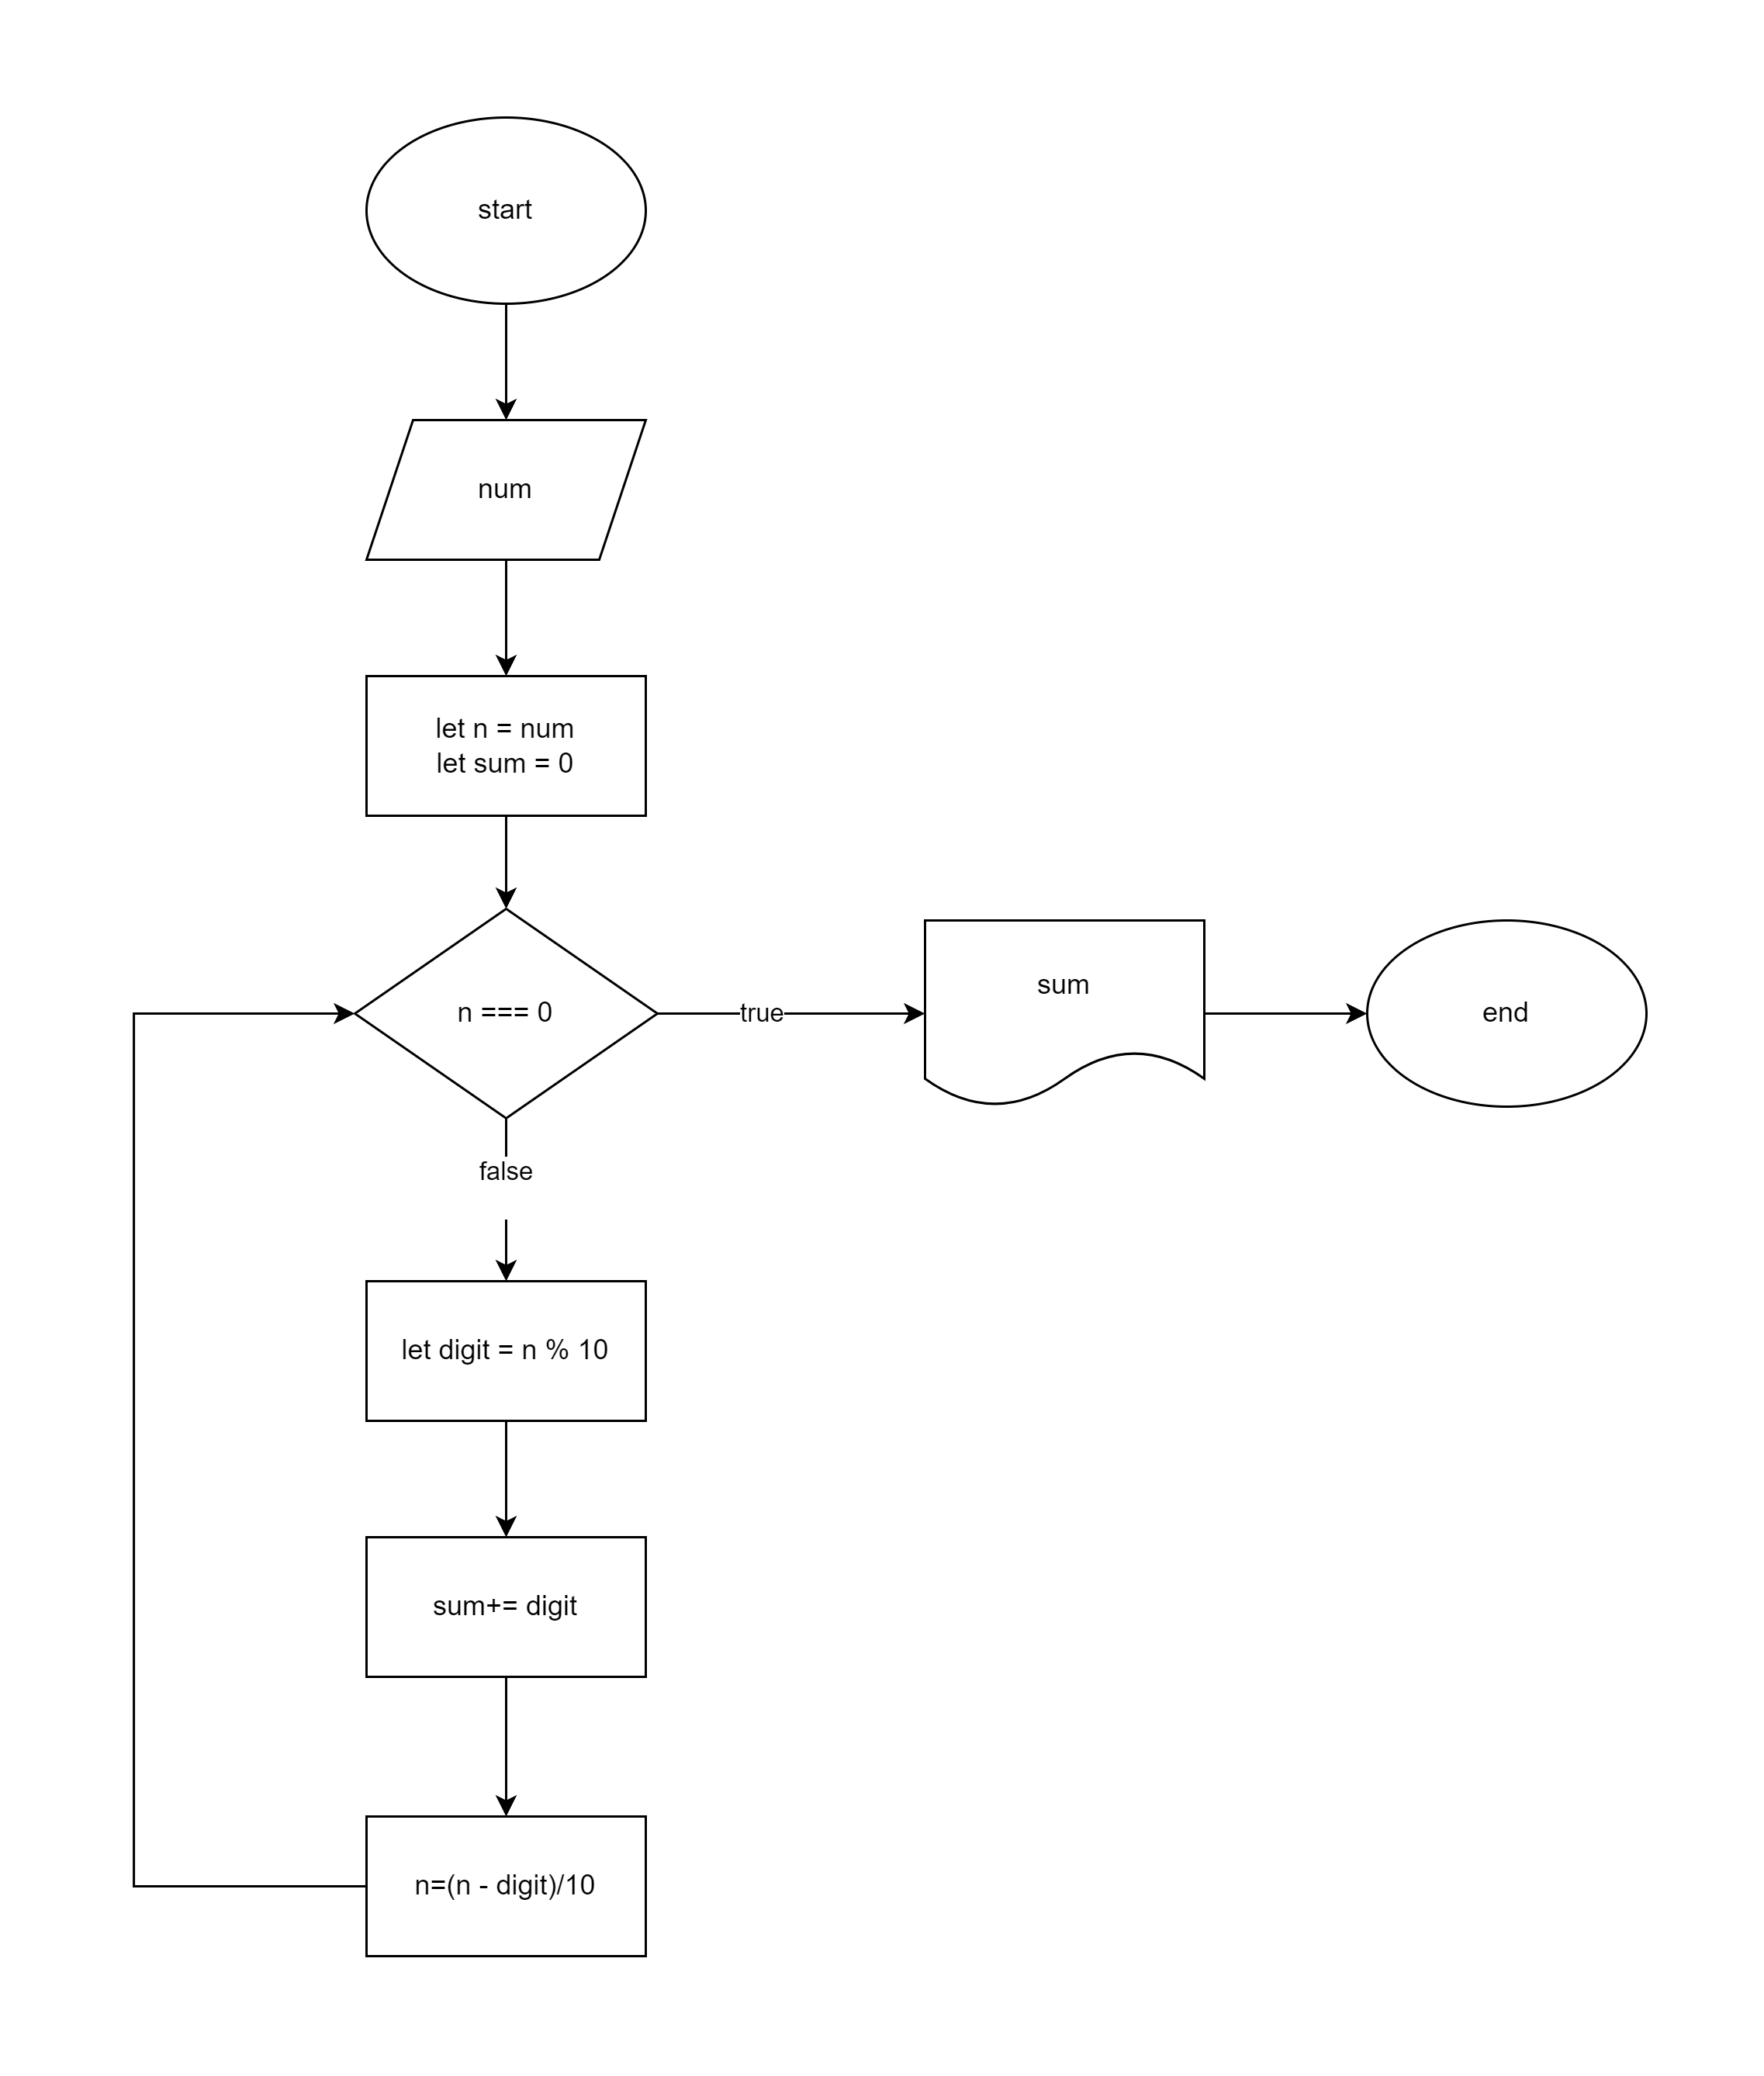 start
num
let n = num
let sum = 0
n === 0
true
sum
end
false
let digit = n % 10
sum+= digit
n=(n - digit)/10